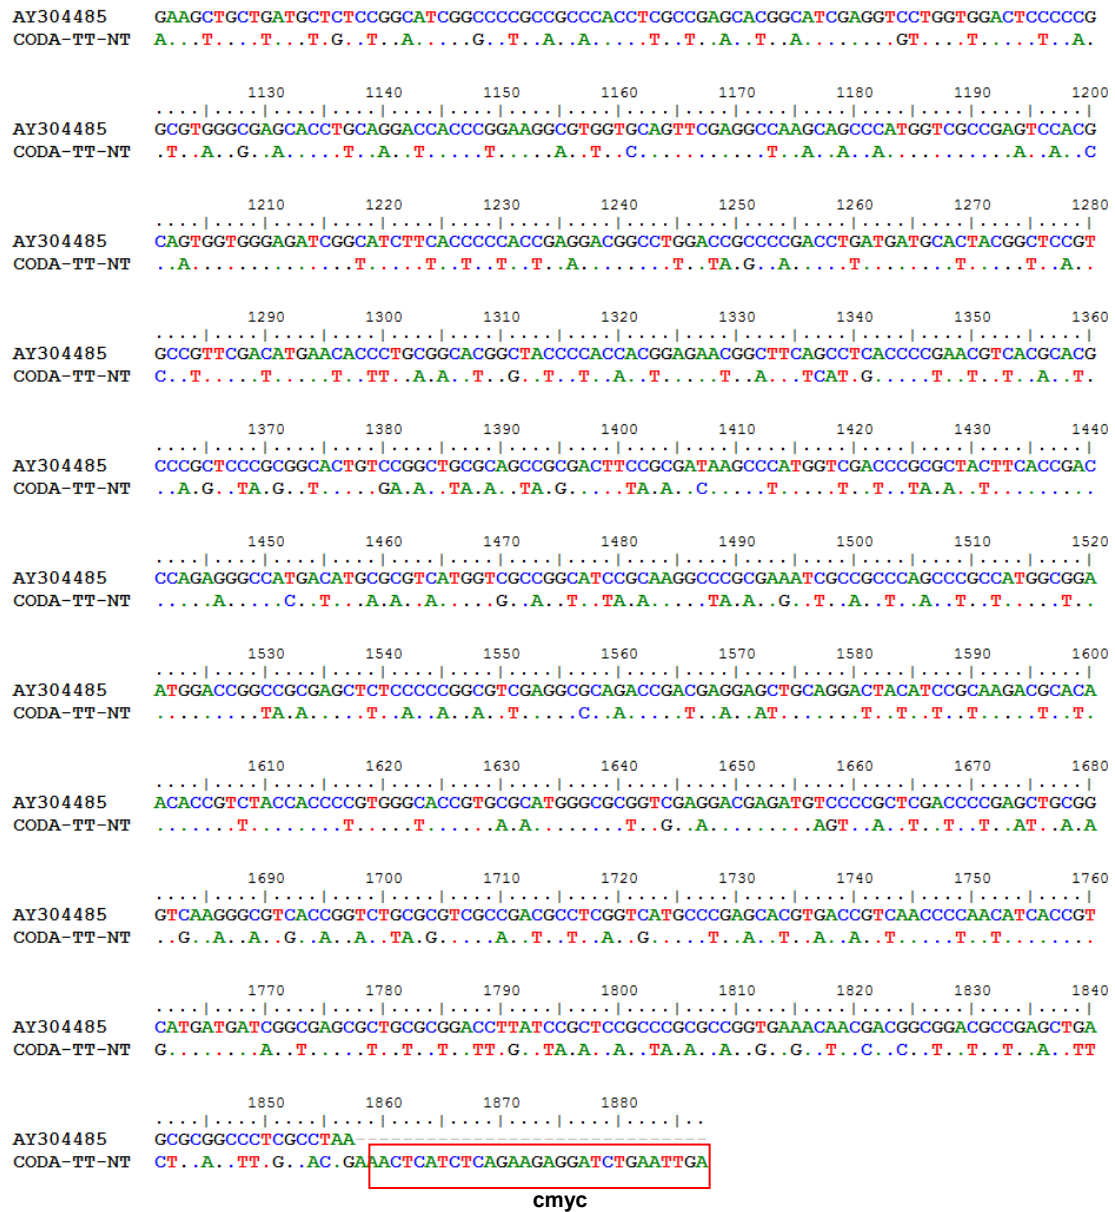 AY304485 GAAGCTGCTGATGCTCTCCGGCATCGGCCCCGCCGCCCACCTCGCCGAGCACGGCATCGAGGTCCTGGTGGACTCCCCCG
CODA-TT-NT A...T....T...T.G..T..A.....G..T..A..A.....T..T..A..T..A........GT....T.....T..A.
1130 1140 1150 1160 1170 1180 1190 1200
....|....|....|....|....|....|....|....|....|....|....|....|....|....|....|....|
AY304485 GCGTGGGCGAGCACCTGCAGGACCACCCGGAAGGCGTGGTGCAGTTCGAGGCCAAGCAGCCCATGGTCGCCGAGTCCACG
CODA-TT-NT .T..A..G..A.....T..A..T.....T.....A..T..C...........T..A..A..A...........A..A..C
1210 1220 1230 1240 1250 1260 1270 1280
....|....|....|....|....|....|....|....|....|....|....|....|....|....|....|....|
AY304485 CAGTGGTGGGAGATCGGCATCTTCACCCCCACCGAGGACGGCCTGGACCGCCCCGACCTGATGATGCACTACGGCTCCGT
CODA-TT-NT ..A..............T.....T..T..T..T..A........T..TA.G..A.....T........T.....T..A..
1290 1300 1310 1320 1330 1340 1350 1360
....|....|....|....|....|....|....|....|....|....|....|....|....|....|....|....|
AY304485 GCCGTTCGACATGAACACCCTGCGGCACGGCTACCCCACCACGGAGAACGGCTTCAGCCTCACCCCGAACGTCACGCACG
CODA-TT-NT C..T.....T.....T..TT..A.A..T..G..T..T..A..T.....T..A...TCAT.G.....T..T..T..A..T.
1370 1380 1390 1400 1410 1420 1430 1440
....|....|....|....|....|....|....|....|....|....|....|....|....|....|....|....|
AY304485 CCCGCTCCCGCGGCACTGTCCGGCTGCGCAGCCGCGACTTCCGCGATAAGCCCATGGTCGACCCGCGCTACTTCACCGAC
CODA-TT-NT ..A.G..TA.G..T.....GA.A..TA.A..TA.G.....TA.A..C.....T.....T..T..TA.A..T.........
1450 1460 1470 1480 1490 1500 1510 1520
....|....|....|....|....|....|....|....|....|....|....|....|....|....|....|....|
AY304485 CCAGAGGGCCATGACATGCGCGTCATGGTCGCCGGCATCCGCAAGGCCCGCGAAATCGCCGCCCAGCCCGCCATGGCGGA
CODA-TT-NT .....A.....C..T...A.A..A.....G..A..T..TA.A.....TA.A..G..T..A..T..A..T..T.....T..
1530 1540 1550 1560 1570 1580 1590 1600
....|....|....|....|....|....|....|....|....|....|....|....|....|....|....|....|
AY304485 ATGGACCGGCCGCGAGCTCTCCCCCGGCGTCGAGGCGCAGACCGACGAGGAGCTGCAGGACTACATCCGCAAGACGCACA
CODA-TT-NT .........TA.A.....T..A..A..A..T.....C..A.....T..A..AT.......T..T..T..T.....T..T.
1610 1620 1630 1640 1650 1660 1670 1680
....|....|....|....|....|....|....|....|....|....|....|....|....|....|....|....|
AY304485 ACACCGTCTACCACCCCGTGGGCACCGTGCGCATGGGCGCGGTCGAGGACGAGATGTCCCCGCTCGACCCCGAGCTGCGG
CODA-TT-NT .......T........T.....T......A.A........T..G..A.........AGT..A..T..T..T..AT..A.A
1690 1700 1710 1720 1730 1740 1750 1760
....|....|....|....|....|....|....|....|....|....|....|....|....|....|....|....|
AY304485 GTCAAGGGCGTCACCGGTCTGCGCGTCGCCGACGCCTCGGTCATGCCCGAGCACGTGACCGTCAACCCCAACATCACCGT
CODA-TT-NT ..G..A..A..G..A..A..TA.G.....A..T..T..A..G.....T..A..T..A..A..T.....T..T........
1770 1780 1790 1800 1810 1820 1830 1840
....|....|....|....|....|....|....|....|....|....|....|....|....|....|....|....|
AY304485 CATGATGATCGGCGAGCGCTGCGCGGACCTTATCCGCTCCGCCCGCGCCGGTGAAACAACGACGGCGGACGCCGAGCTGA
CODA-TT-NT G........A..T.....T..T..T..TT.G..TA.A..A..TA.A..A..G..G..T..C..C..T..T..T..A..TT
1850 1860 1870 1880
....|....|....|....|....|....|....|....|....|..
AY304485 GCGCGGCCCTCGCCTAA------------------------------
CODA-TT-NT CT..A..TT.G..AC.GAAACTCATCTCAGAAGAGGATCTGAATTGA
cmyc